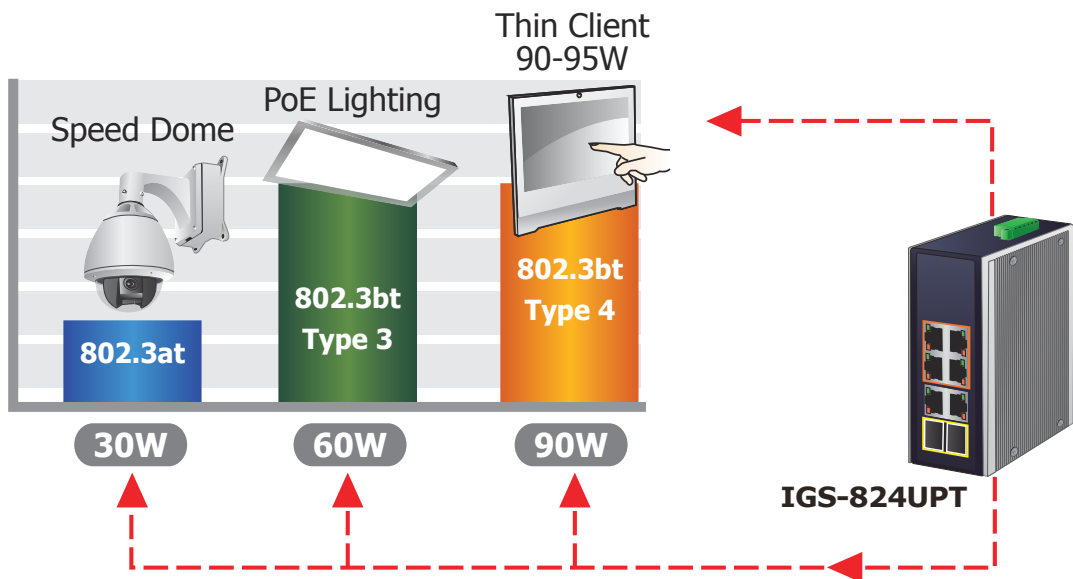 Thin Client
90-95W
PoE Lighting
Speed Dome
802.3at
802.3bt
Type 3
802.3bt
Type 4
30W
60W
90W
IGS-824UPT